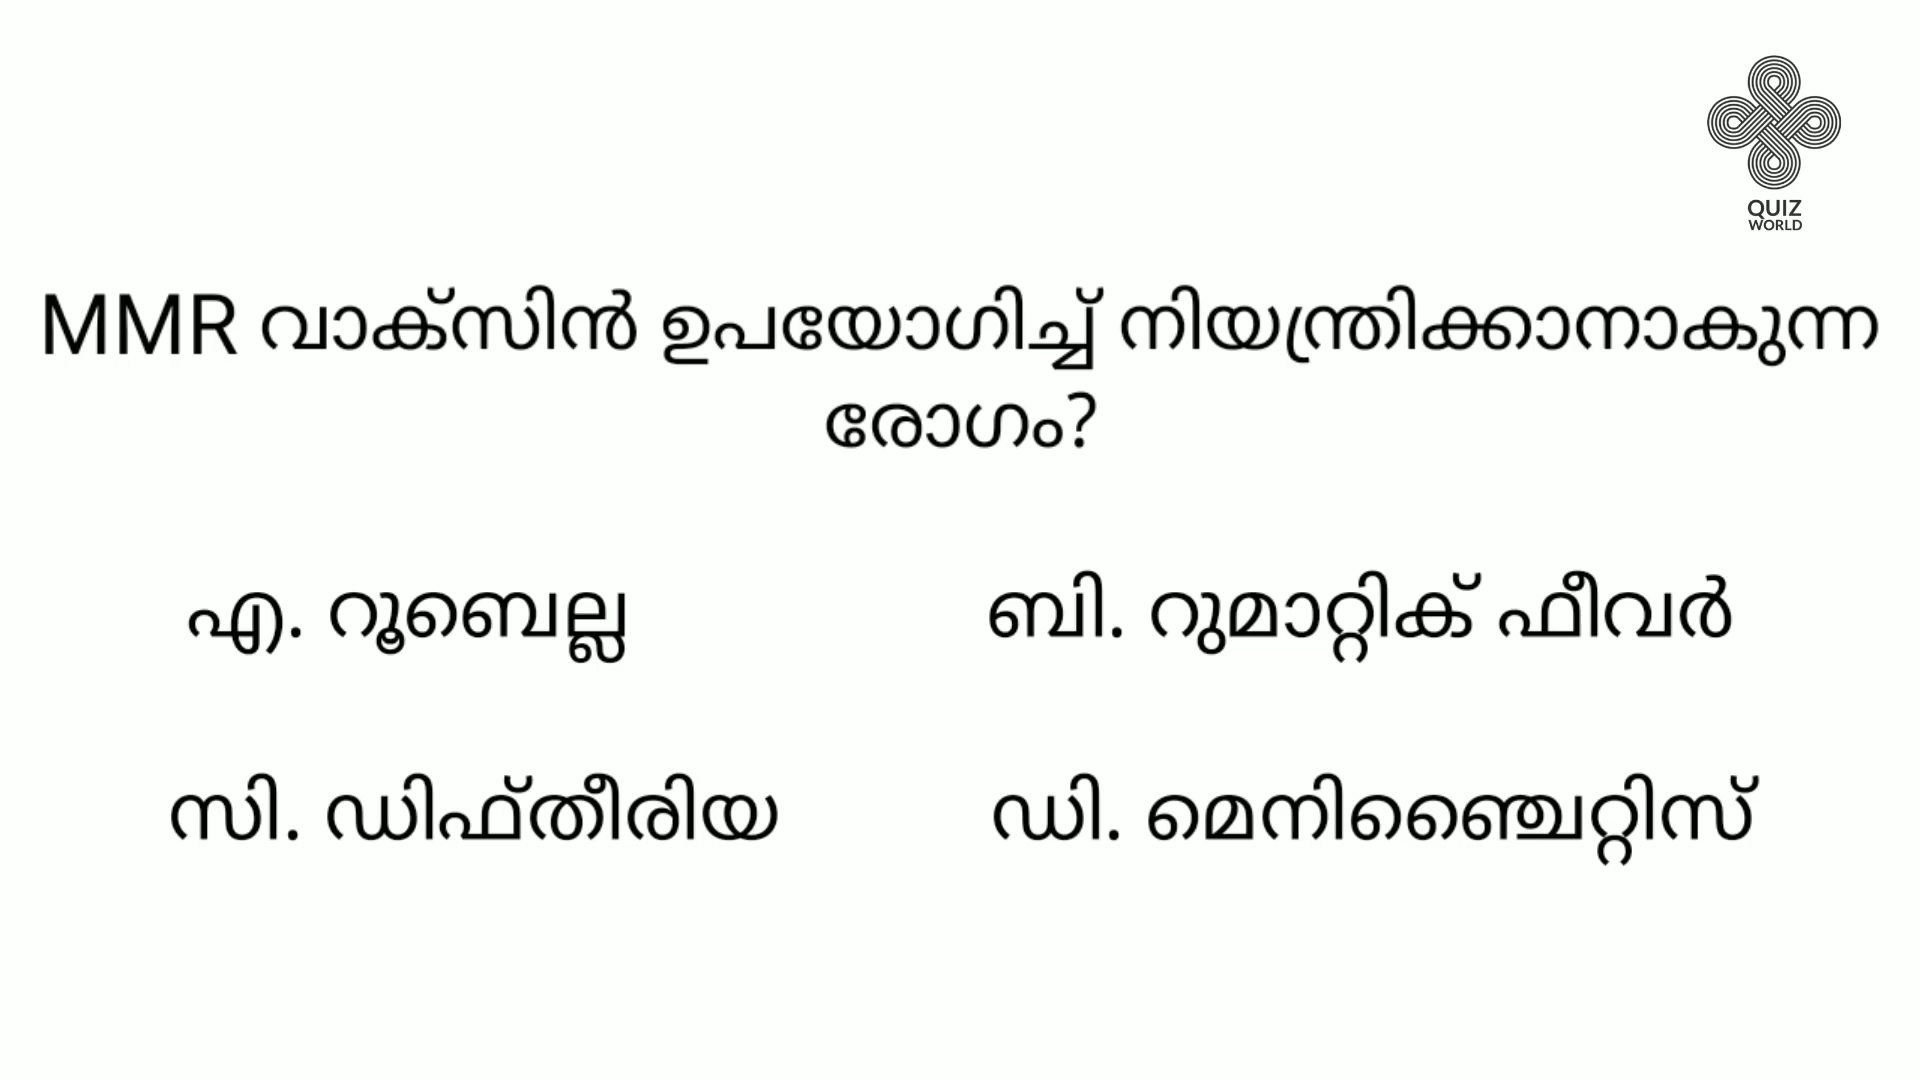 QUIZ
WORLD
MMR വാക്സിൻ ഉപയോഗിച്ച് നിയന്ത്രിക്കാനാകുന്ന
രോഗം?
എ. റൂബെല്ല
ബി. റുമാറ്റിക് ഫീവർ
സി. ഡിഫ്തീരിയ
ഡി. മെനിഞ്ചൈറ്റിസ്